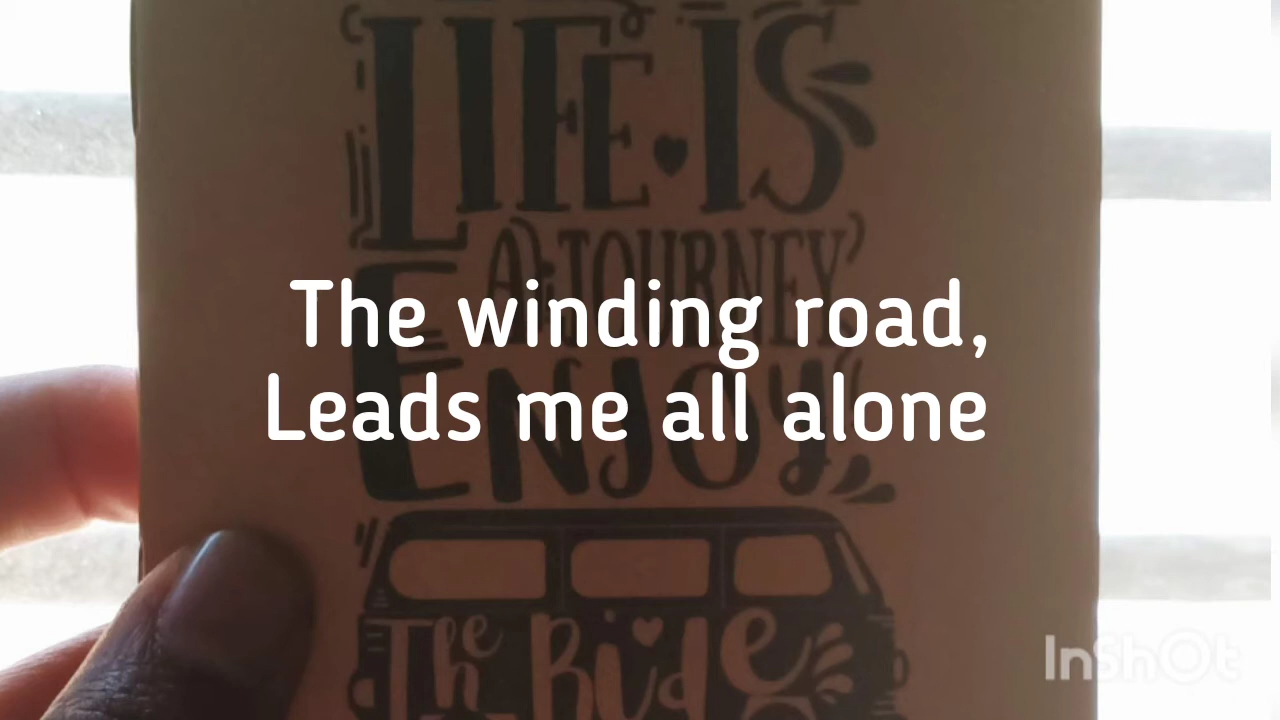 LIFE IS
A JOURNEY
ENJOY
The winding road,
Leads me all alone
The Ride
InShOt